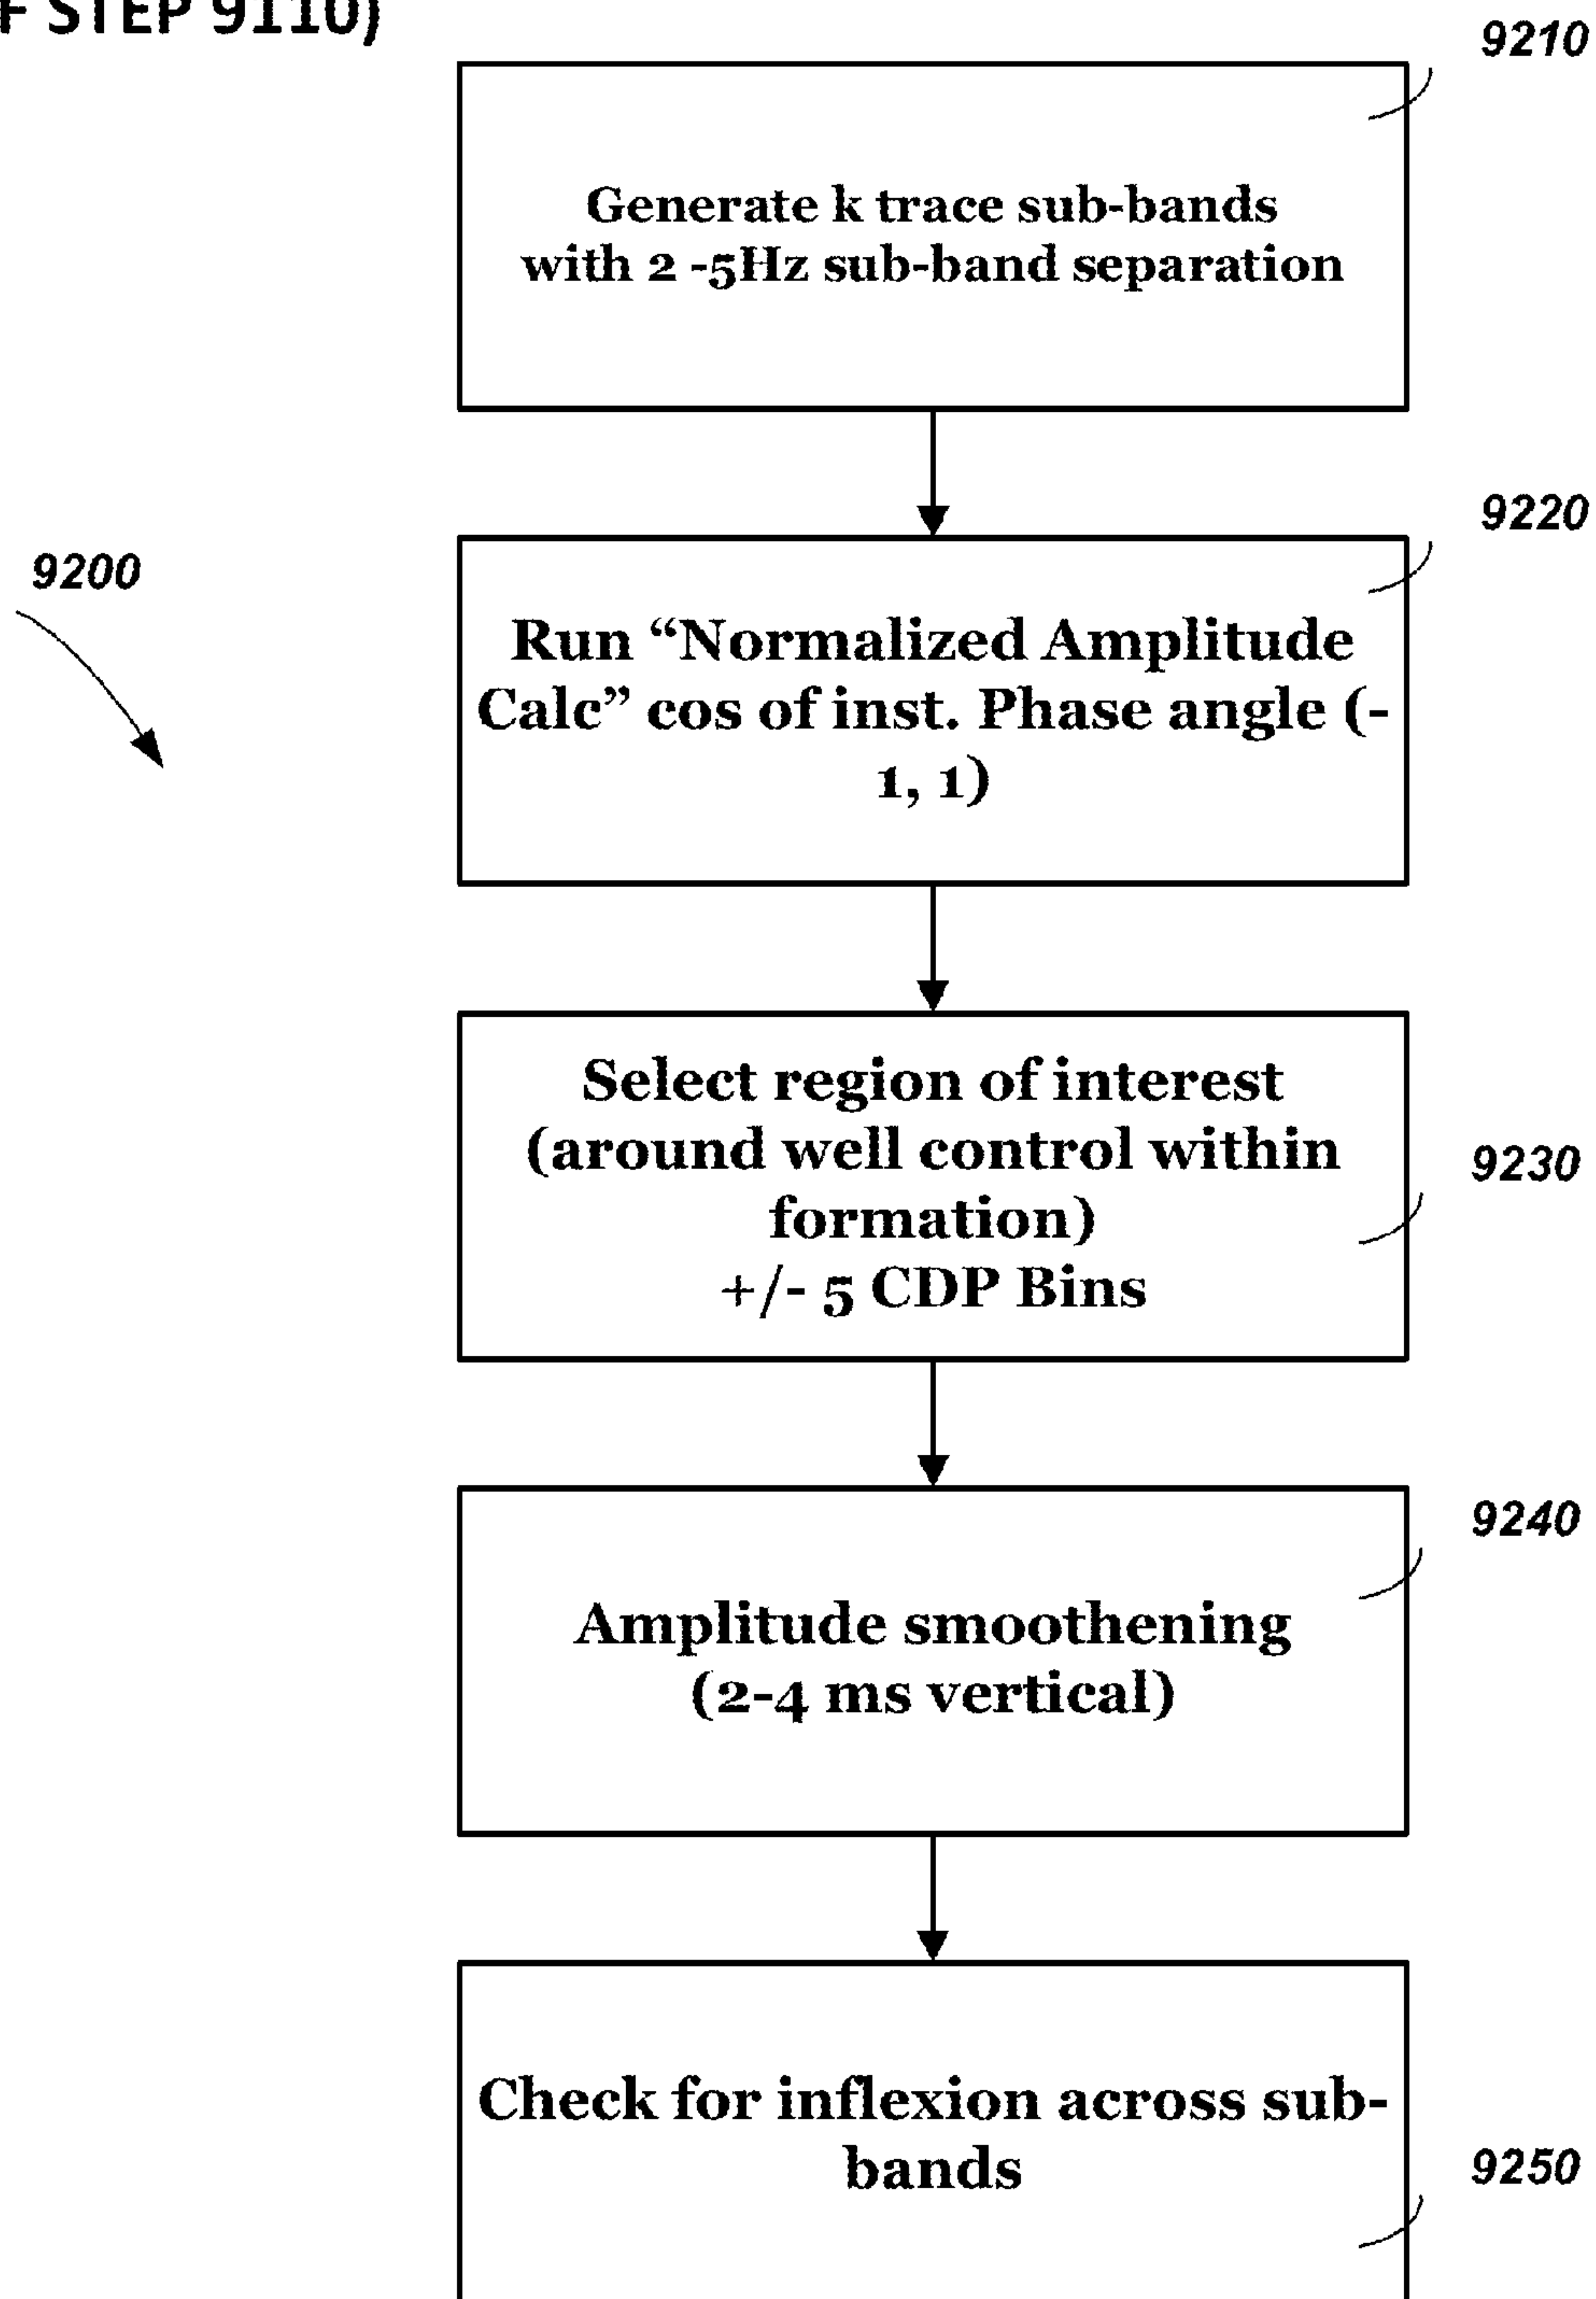 F STEP 9110)
9210
Generate k trace sub-bands
with 2 -5Hz sub-band separation
9220
9200
Run “Normalized Amplitude
Calc” cos of inst. Phase angle (-
1, 1)
Select region of interest
(around well control within
formation)
+/- 5 CDP Bins
9230
9240
Amplitude smoothening
(2-4 ms vertical)
Check for inflexion across sub-
bands
9250